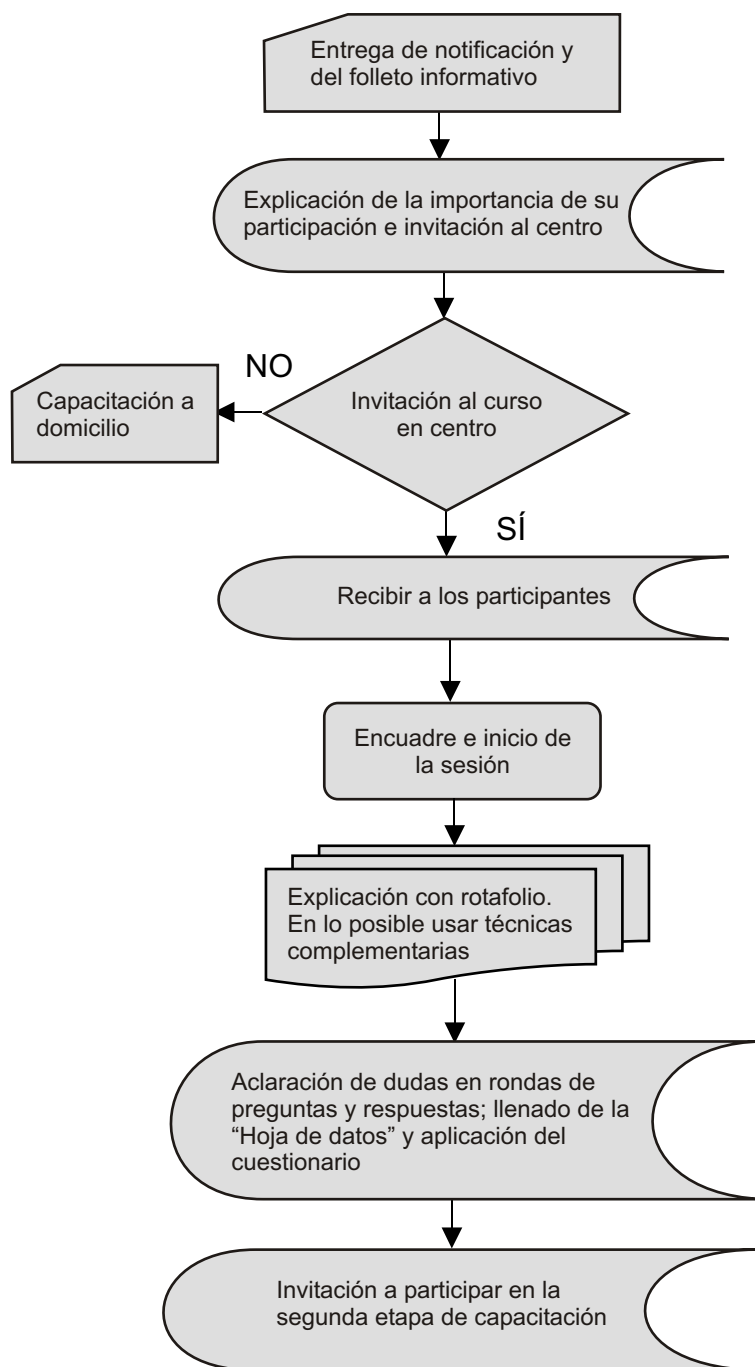 Entrega de notificación y
del folleto informativo
Explicación de la importancia de su
participación e invitación al centro
NO
Capacitación a
domicilio
Invitación al curso
en centro
SÍ
Recibir a los participantes
Encuadre e inicio de
la sesión
Explicación con rotafolio.
En lo posible usar técnicas
complementarias
Aclaración de dudas en rondas de
preguntas y respuestas; llenado de la
“Hoja de datos” y aplicación del
cuestionario
Invitación a participar en la
segunda etapa de capacitación